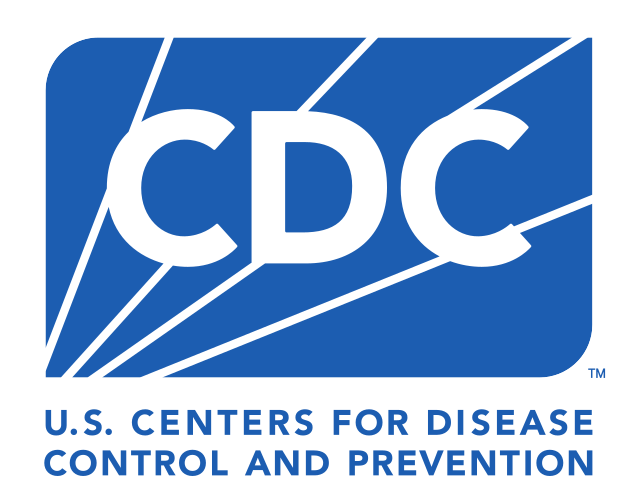 CDC
TM
U.S. CENTERS FOR DISEASE
CONTROL AND PREVENTION